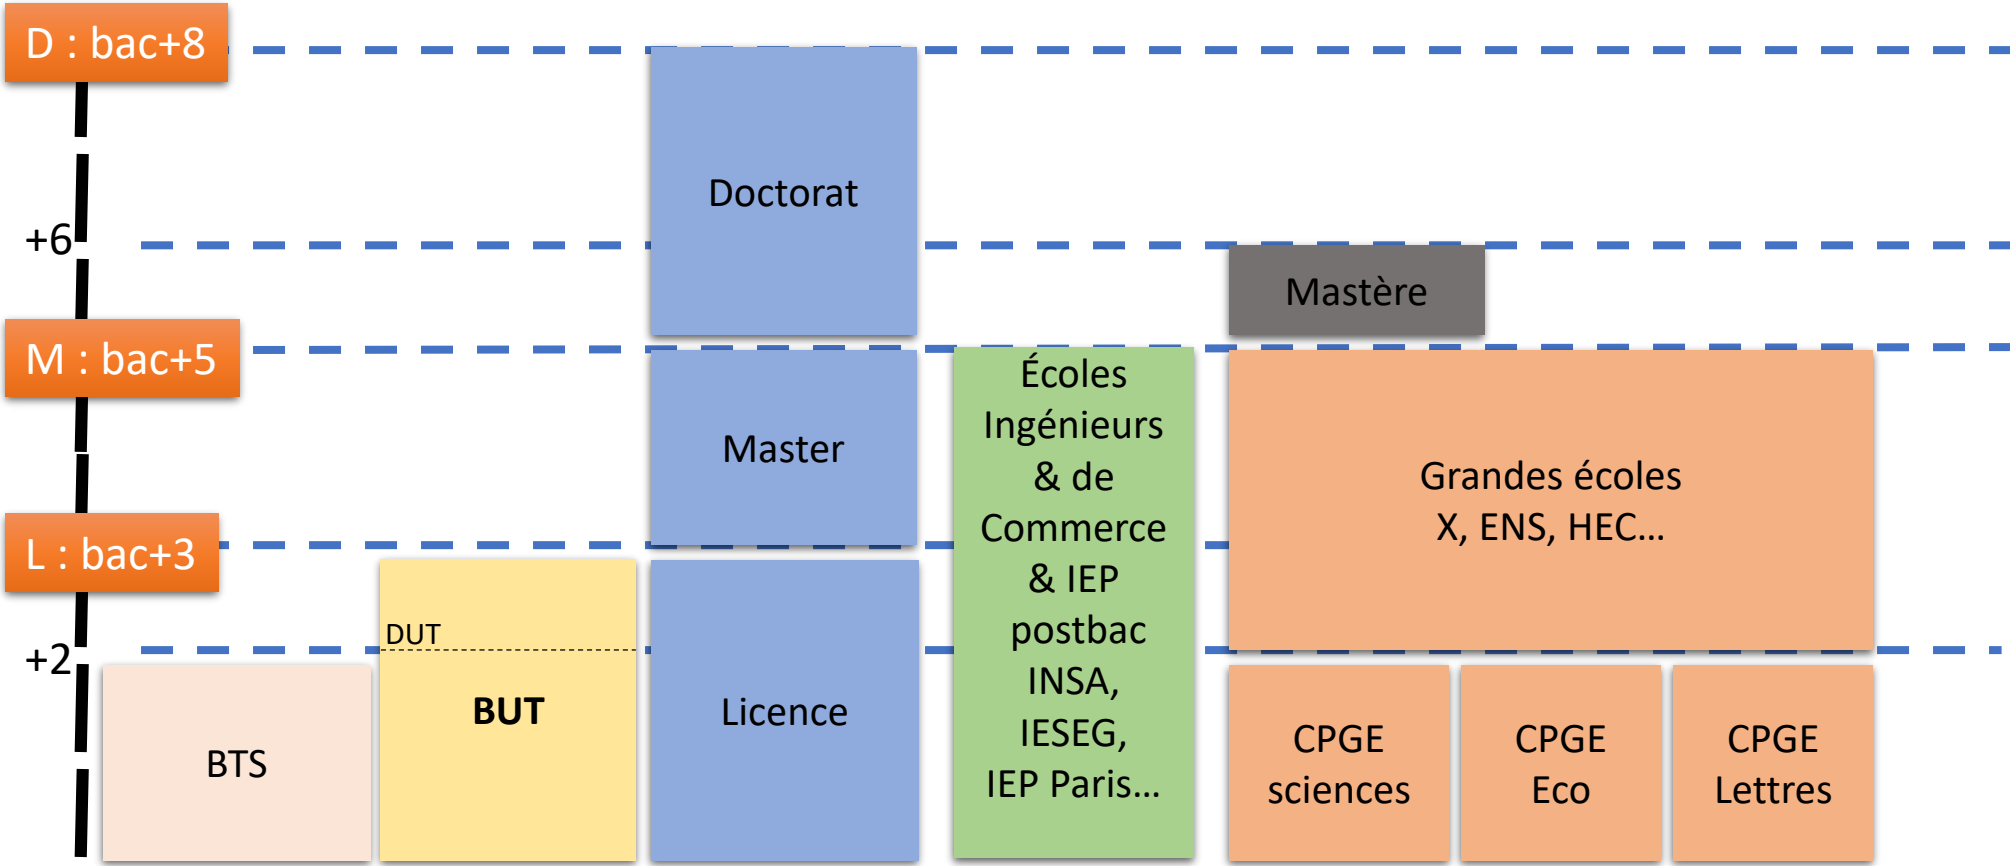 D : bac+8
+6
M : bac+5
L : bac+3
+2
BTS
DUT
BUT
Doctorat
Master
Licence
Écoles
Ingénieurs
& de
Commerce
& IEP
postbac
INSA,
IESEG,
IEP Paris...
Mastère
Grandes écoles
X, ENS, HEC...
CPGE
sciences
CPGE
Eco
CPGE
Lettres